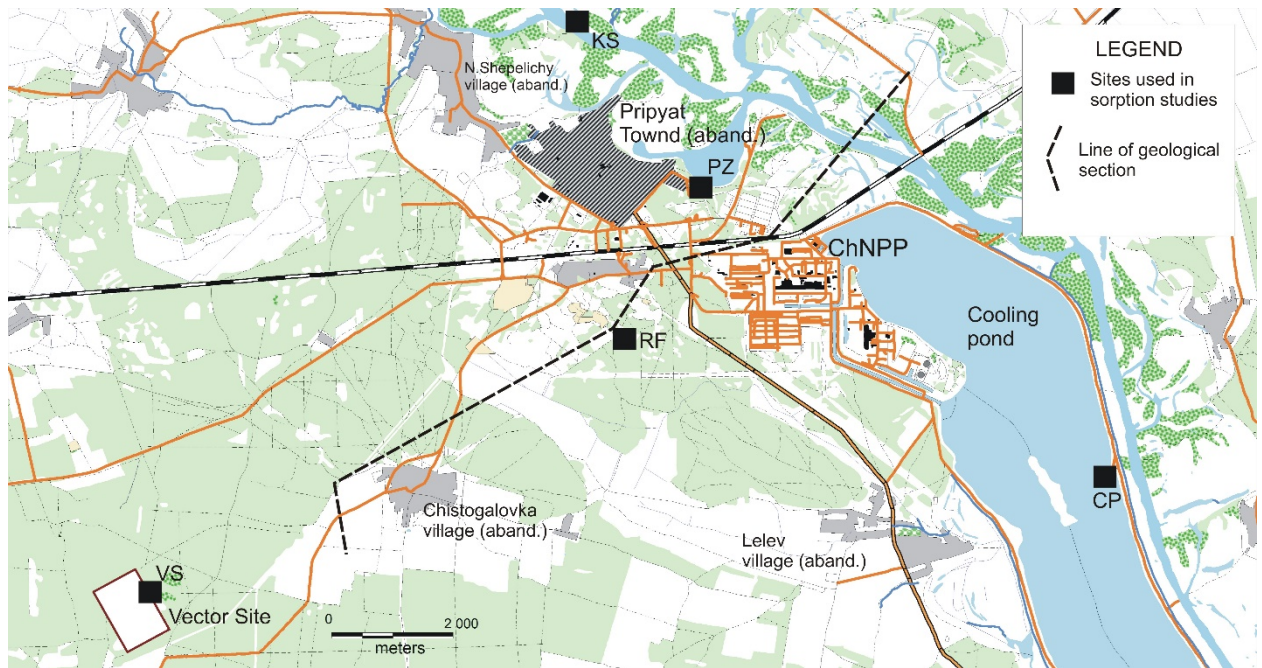 KS
LEGEND
Sites used in
sorption studies
Line of geological
section
N.Shepelichy
village (aband.)
Pripyat
Townd (aband.)
PZ
ChNPP
Cooling
pond
RF
CP
Chistogalovka
village (aband.)
Lelev
village (aband.)
VS
Vector Site
0
2 000
meters